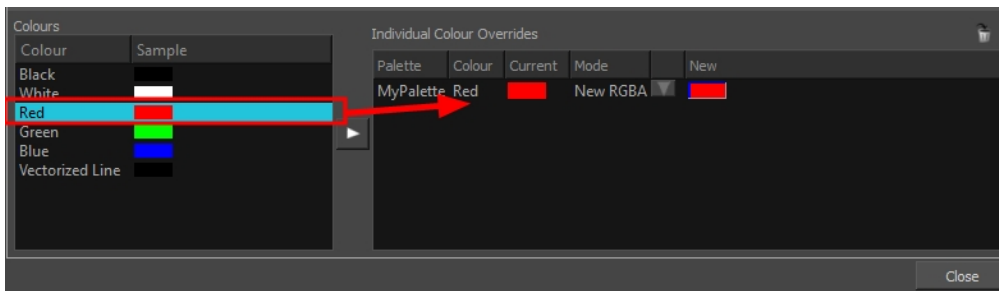 Colours
Colour Sample
Black
White
Red
Green
Blue
Vectorized Line
Individual Colour Overrides
Palette Colour Current Mode New
MyPalette Red New RGBA
Close